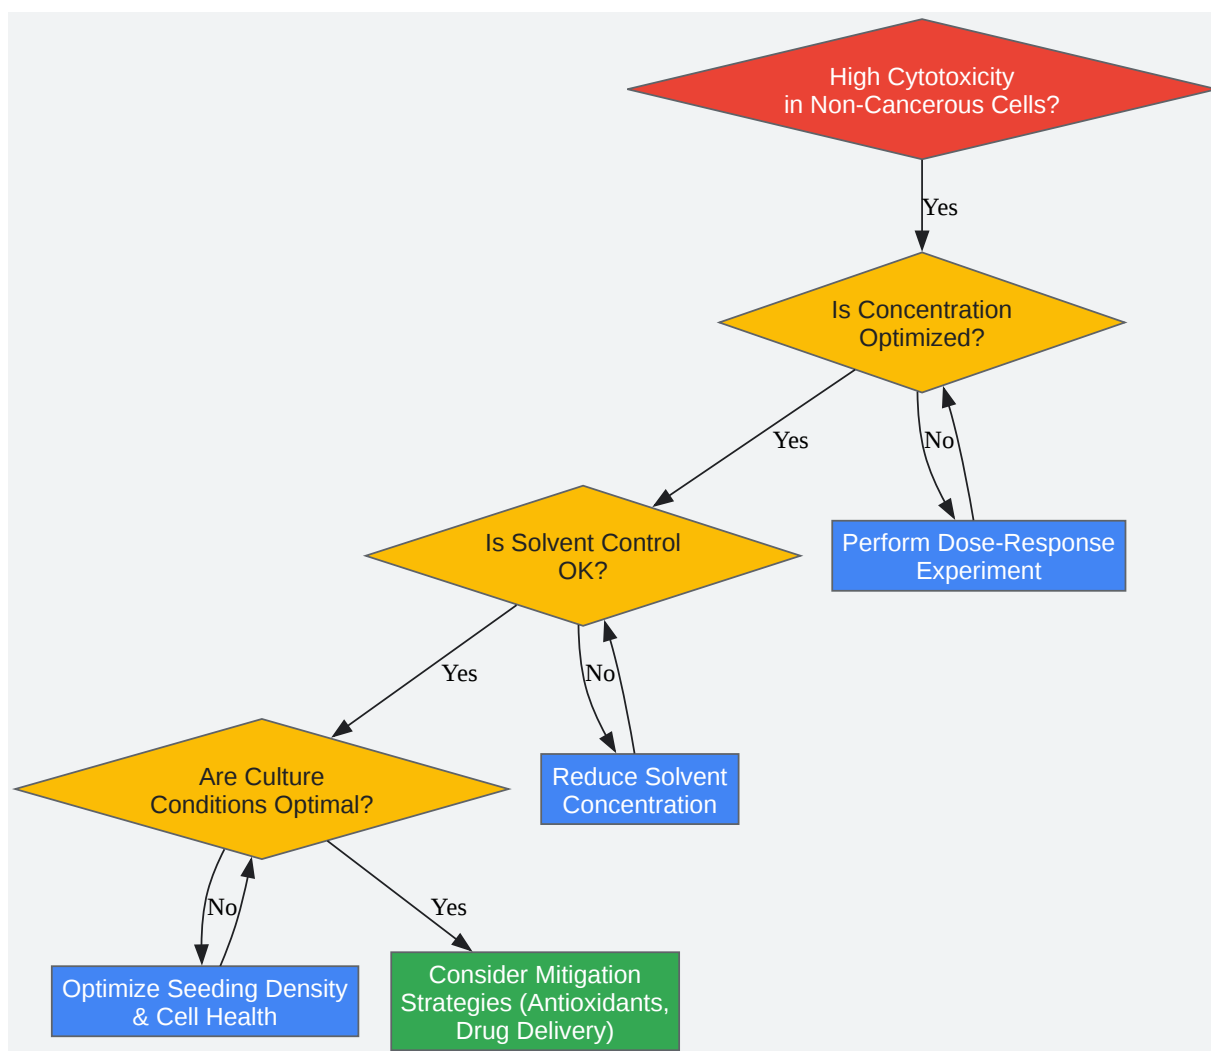 High Cytotoxicity
in Non-Cancerous Cells?
Yes
Is Concentration
Optimized?
Yes
No
Is Solvent Control
OK?
Perform Dose-Response
Experiment
Yes
No
Are Culture
Conditions Optimal?
Reduce Solvent
Concentration
No
Yes
Optimize Seeding Density
& Cell Health
Consider Mitigation
Strategies (Antioxidants,
Drug Delivery)